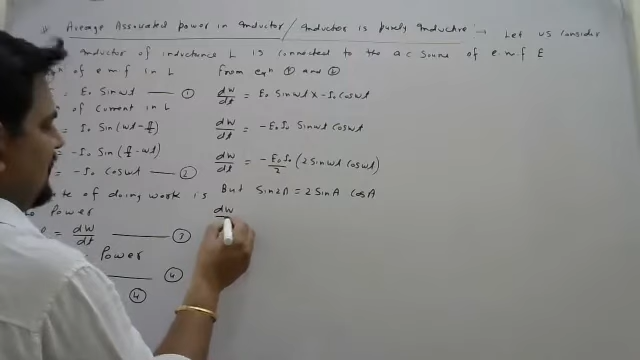 * Average Associated power in Inductor / Inductor is purely Inductive :→ Let us consider
Inductor of inductance L is connected to the a.c source of e.m.f E
eqn of e m f in L
= E₀ Sinωt —— ①
of Current in L
= I₀ Sin(ωt-π/2)
= -I₀ Sin(π/2-ωt)
= -I₀ Cosωt —— ②
rate of doing work is
Power
= dW/dt —— ③
Power
—— ④
④
From eqn ① and ②
dW/dt = E₀ Sinωt X -I₀ Cosωt
dW/dt = -E₀I₀ Sinωt Cosωt
dW/dt = -E₀I₀/2 (2 Sinωt Cosωt)
But Sin2A = 2 SinA CosA
dW